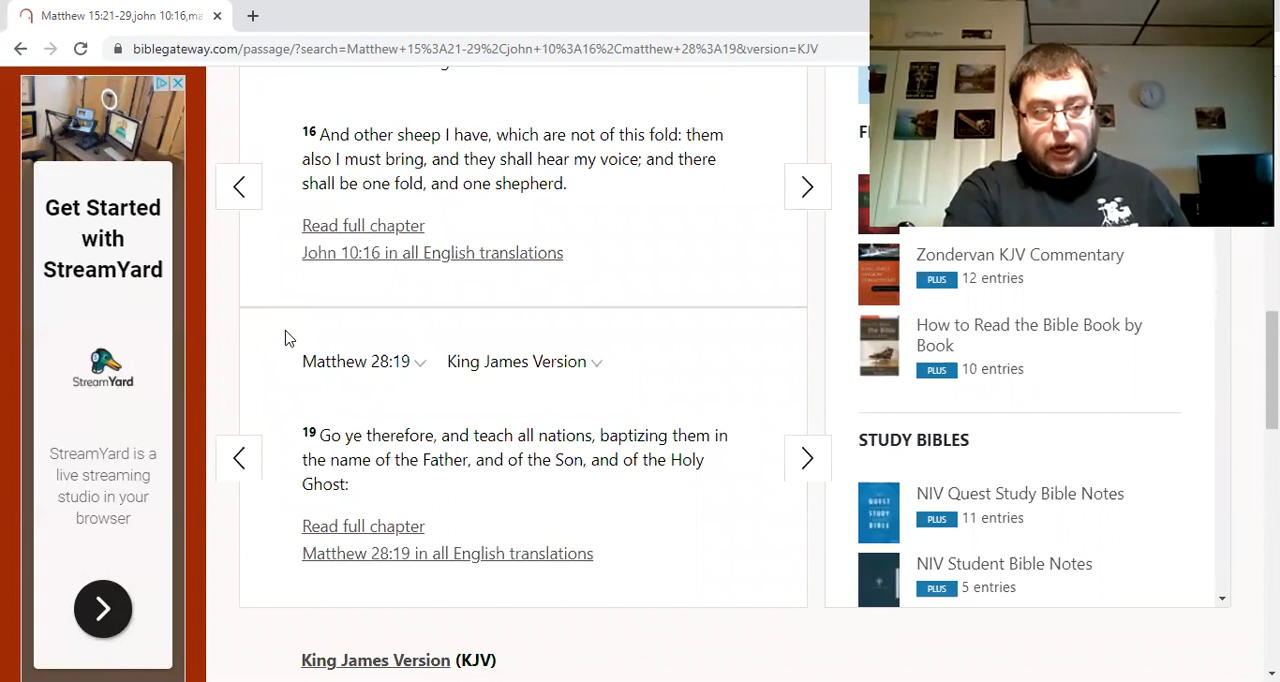 Matthew 15:21-29,john 10:16,ma
biblegateway.com/passage/?search=Matthew+15%3A21-29%2Cjohn+10%3A16%2Cmatthew+28%3A19&version=KJV
Get Started
with
StreamYard
StreamYard
StreamYard is a
live streaming
studio in your
browser
16 And other sheep I have, which are not of this fold: them
also I must bring, and they shall hear my voice; and there
shall be one fold, and one shepherd.
Read full chapter
John 10:16 in all English translations
Matthew 28:19 King James Version
19 Go ye therefore, and teach all nations, baptizing them in
the name of the Father, and of the Son, and of the Holy
Ghost:
Read full chapter
Matthew 28:19 in all English translations
King James Version (KJV)
Zondervan KJV Commentary
PLUS 12 entries
How to Read the Bible Book by
Book
PLUS 10 entries
STUDY BIBLES
NIV Quest Study Bible Notes
PLUS 11 entries
NIV Student Bible Notes
PLUS 5 entries